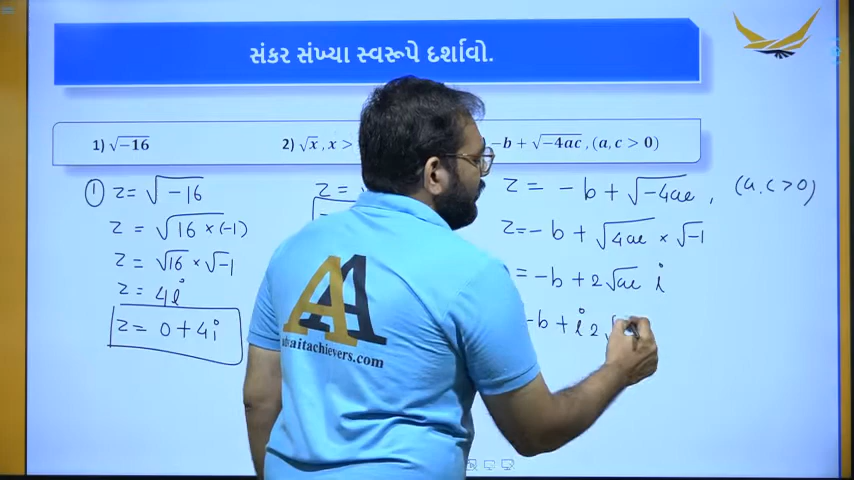 સંકર સંખ્યા સ્વરૂપે દર્શાવો.
1) √-16 2) √x, x > -b + √-4ac, (a, c > 0)
① z = √-16
z = √16 × (-1)
z = √16 × √-1
z = 4i
z = 0 + 4i
z =
z = -b + √-4ac, (a, c > 0)
z = -b + √4ac × √-1
= -b + 2√ac i
-b + i 2√
AA
advaitachievers.com